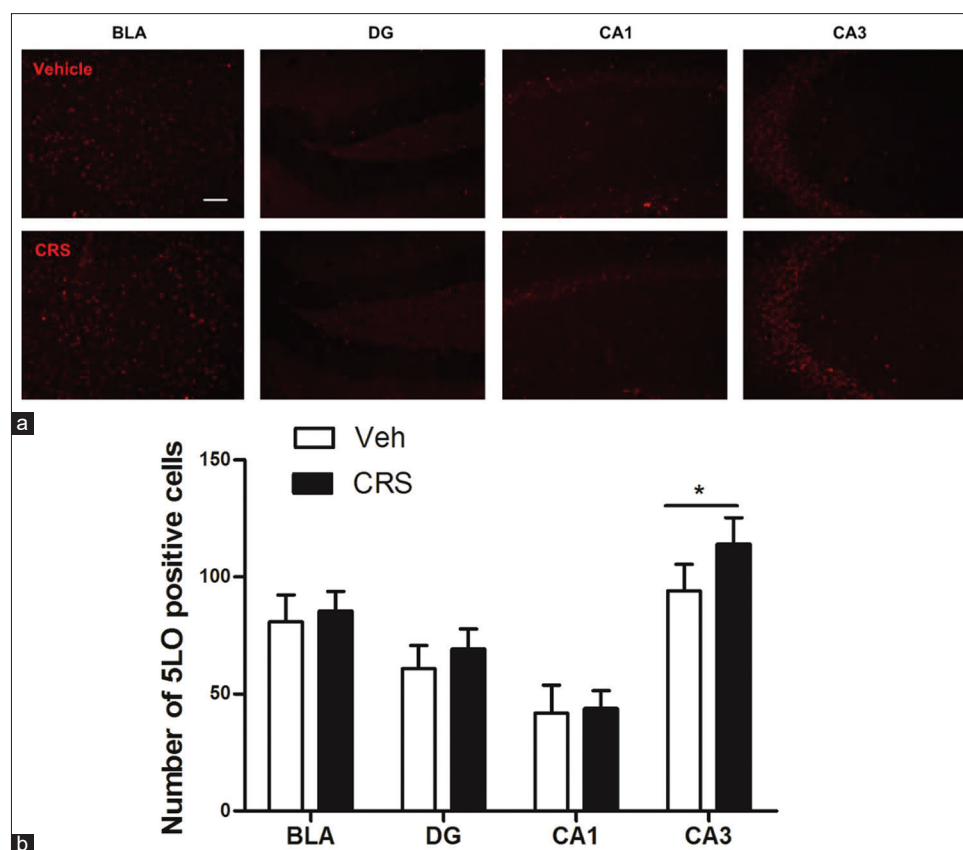 BLA DG CA1 CA3
Vehicle
CRS
a
Veh
CRS
Number of 5LO positive cells
150
100
50
0
*
BLA DG CA1 CA3
b